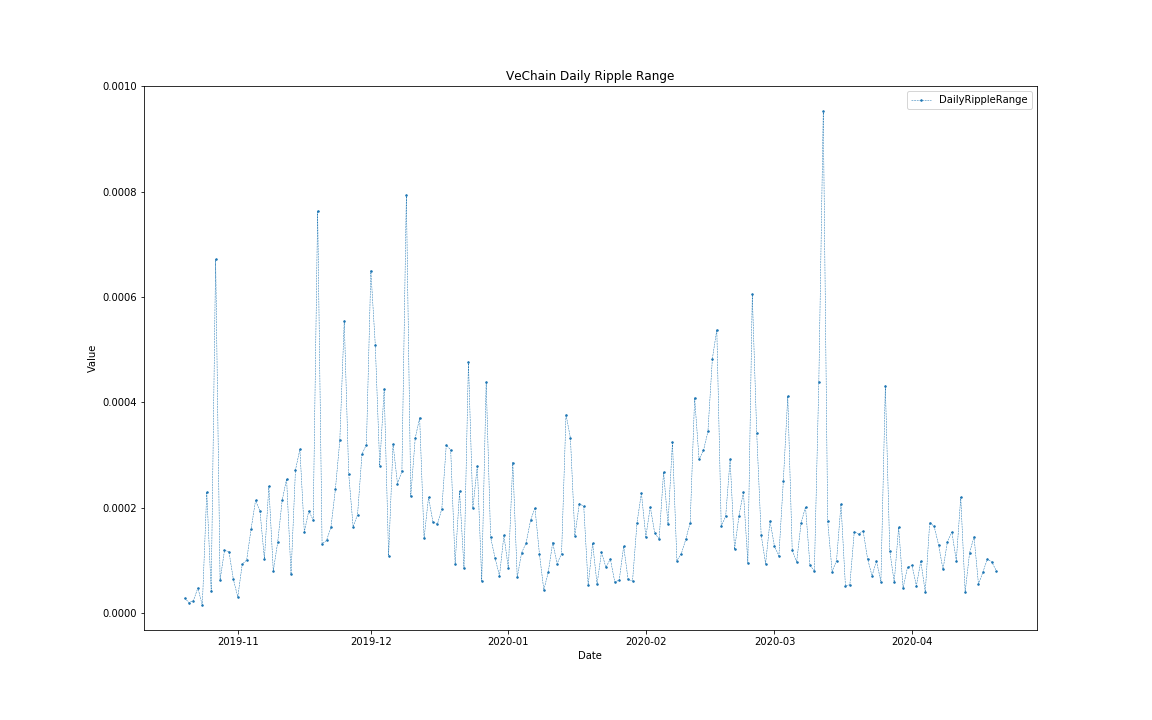 VeChain Daily Ripple Range
DailyRippleRange
0.0010
0.0008
0.0006
0.0004
0.0002
0.0000
Value
2019-11 2019-12 2020-01 2020-02 2020-03 2020-04
Date